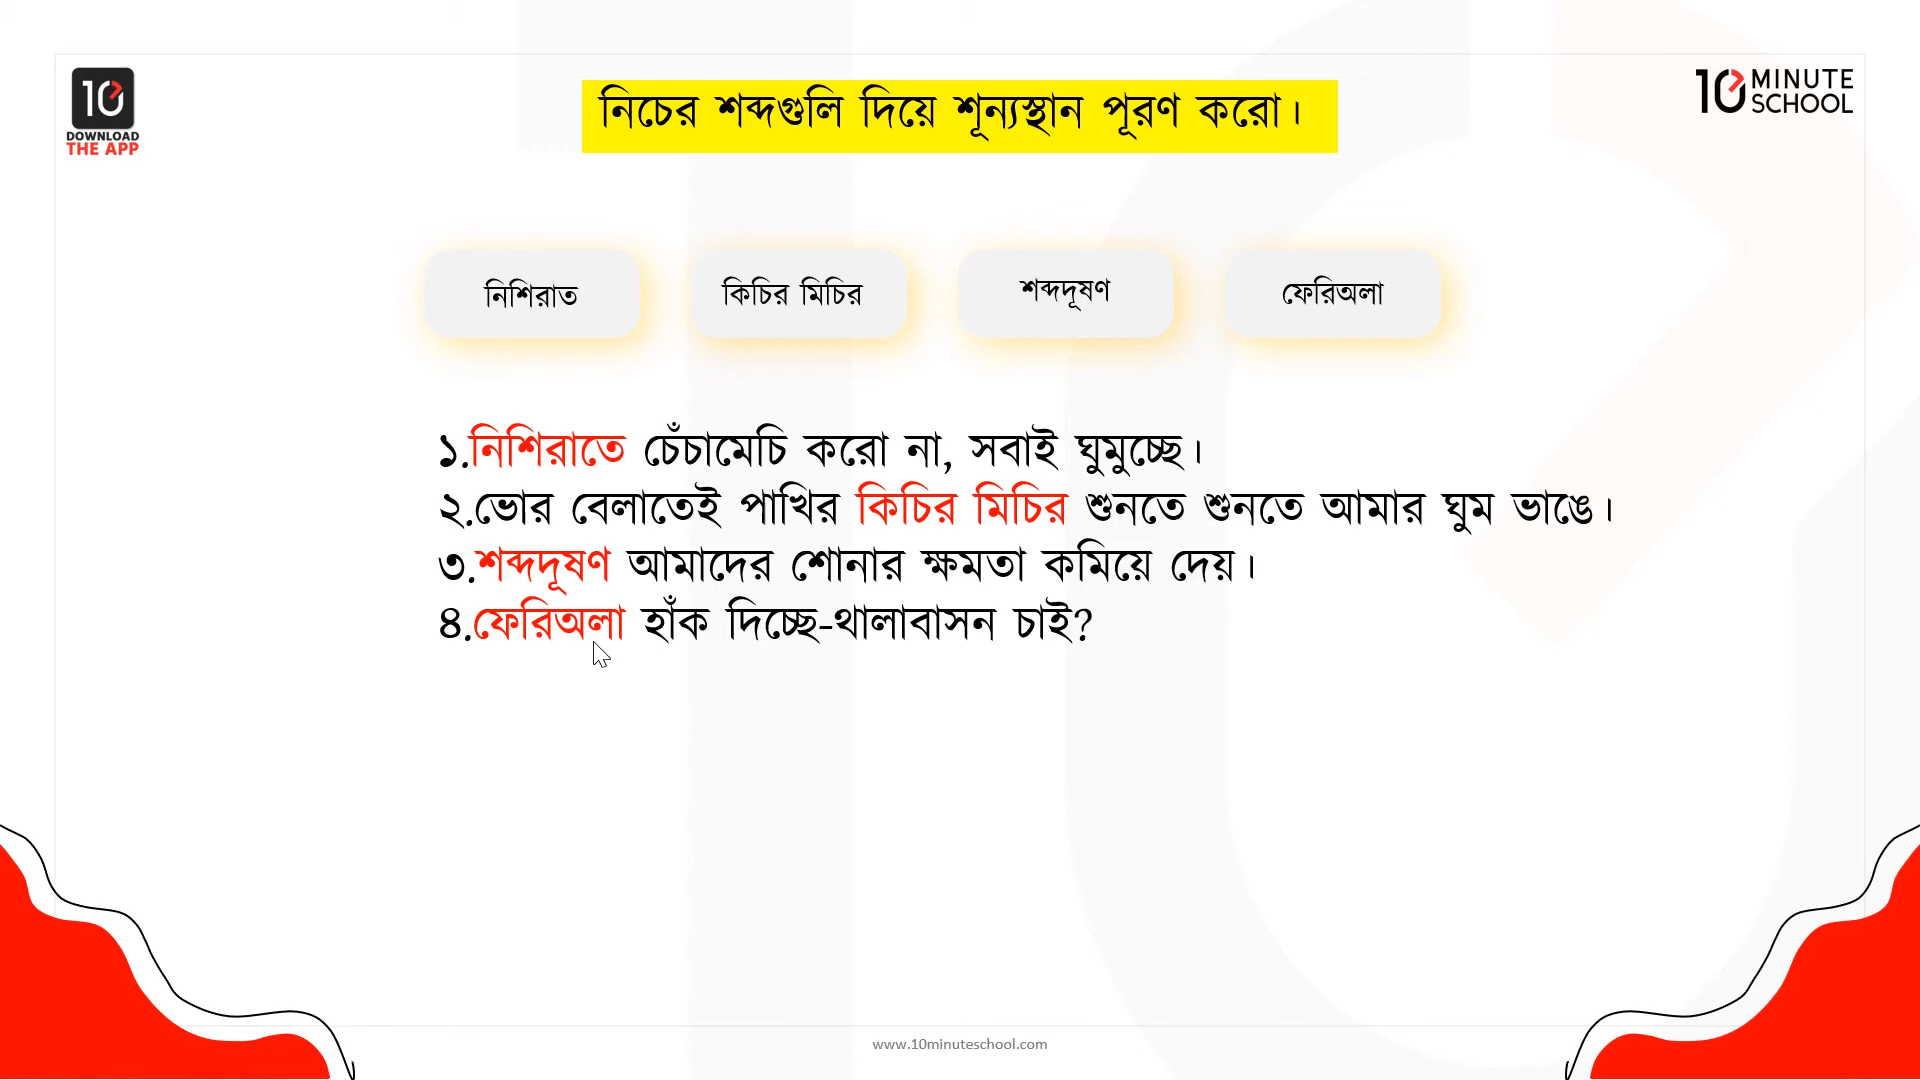 10
DOWNLOAD
THE APP
নিচের শব্দগুলি দিয়ে শূন্যস্থান পূরণ করো।
10 MINUTE
SCHOOL
নিশিরাত
কিচির মিচির
শব্দদূষণ
ফেরিঅলা
১.নিশিরাতে চেঁচামেচি করো না, সবাই ঘুমুচ্ছে।
২.ভোর বেলাতেই পাখির কিচির মিচির শুনতে শুনতে আমার ঘুম ভাঙে।
৩.শব্দদূষণ আমাদের শোনার ক্ষমতা কমিয়ে দেয়।
৪.ফেরিঅলা হাঁক দিচ্ছে-থালাবাসন চাই?
www.10minuteschool.com